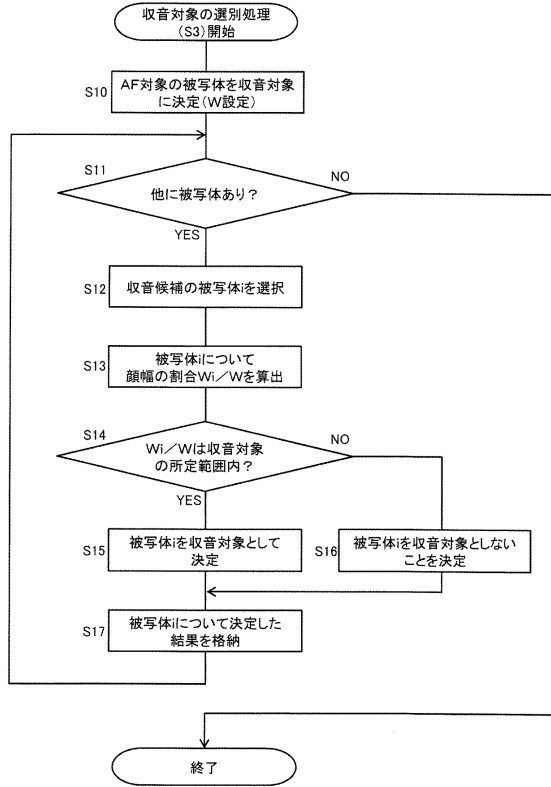 収音対象の選別処理
(S3)開始
S10
AF対象の被写体を収音対象
に決定(W設定)
S11
他に被写体あり?
NO
YES
S12
収音候補の被写体iを選択
S13
被写体iについて
顔幅の割合Wi/Wを算出
S14
Wi/Wは収音対象
の所定範囲内?
NO
YES
S15
被写体iを収音対象として
決定
S16
被写体iを収音対象としない
ことを決定
S17
被写体iについて決定した
結果を格納
終了